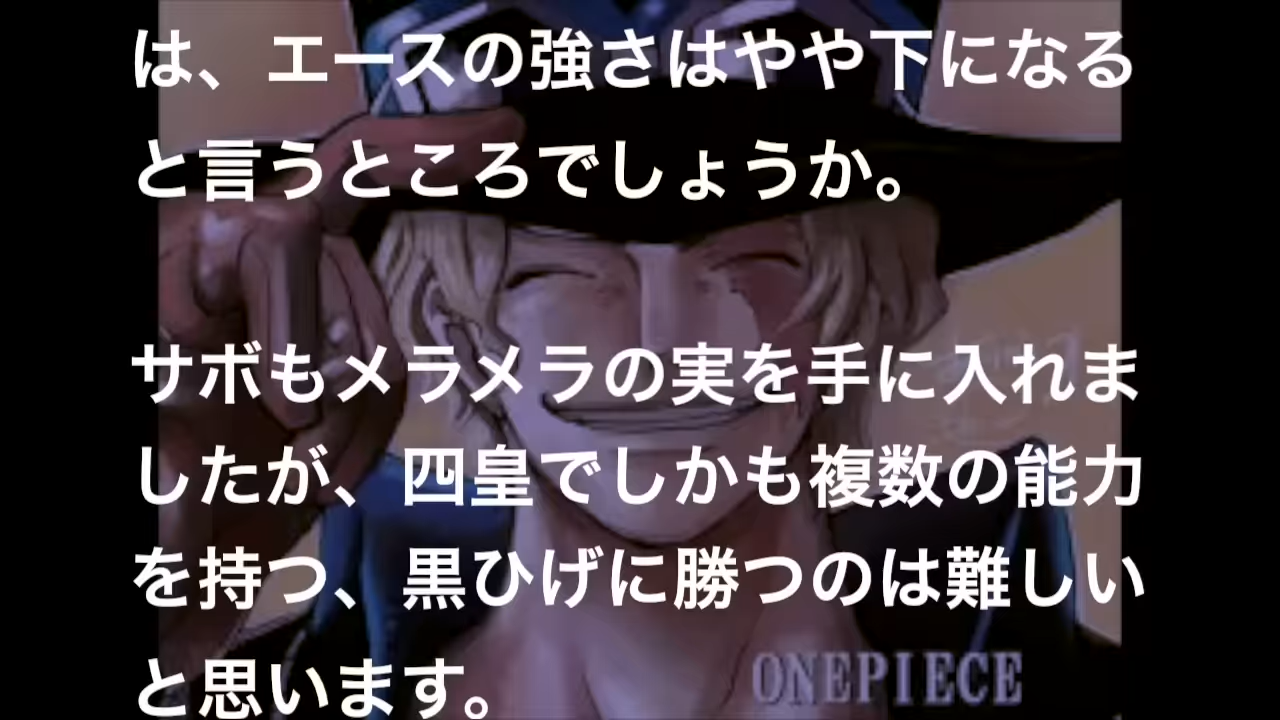 は、エースの強さはやや下になる
と言うところでしょうか。
サボもメラメラの実を手に入れま
したが、四皇でしかも複数の能力
を持つ、黒ひげに勝つのは難しい
と思います。
ONEPIECE